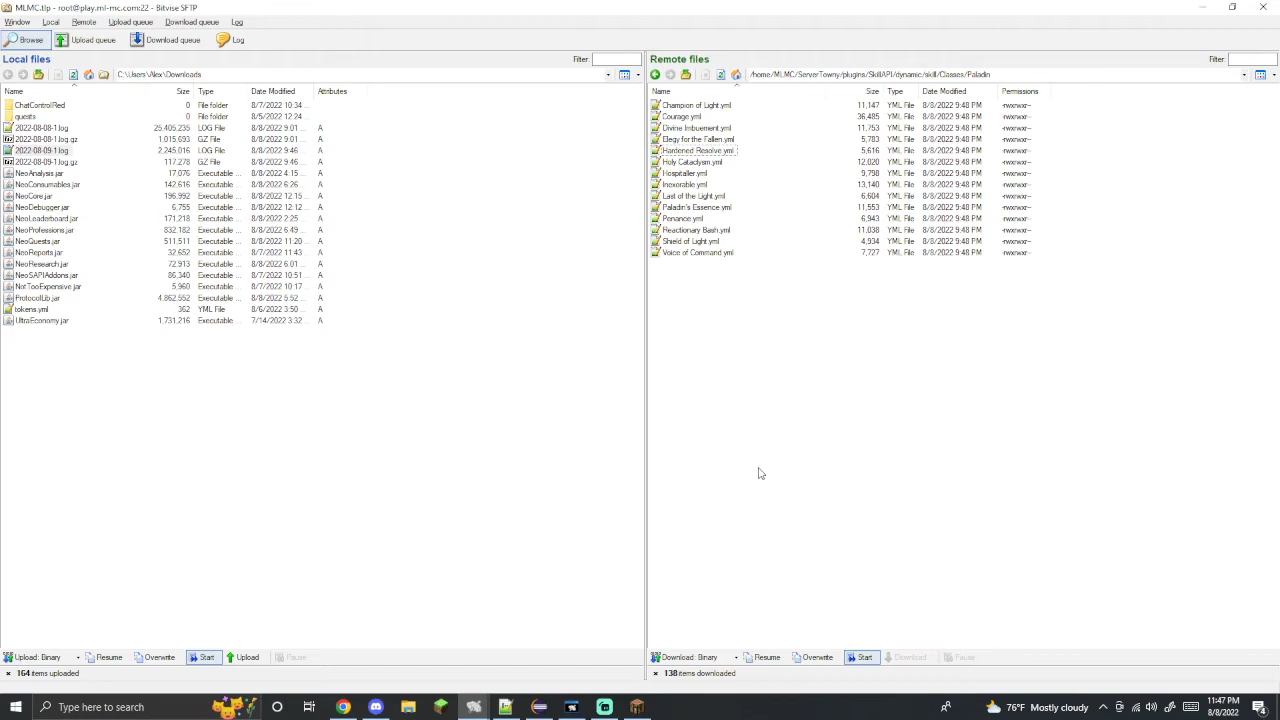 MLMC.tlp - root@play.ml-mc.com:22 - Bitvise SFTP
Window Local Remote Upload queue Download queue Log
Browse Upload queue Download queue Log
Local files Filter:
C:\Users\Alex\Downloads
Name Size Type Date Modified Attributes
ChatControlRed 0 File folder 8/7/2022 10:34 ...
quests 0 File folder 8/5/2022 12:24 ...
2022-08-08-1.log 25,405,235 LOG File 8/8/2022 9:01 ... A
2022-08-08-1.log.gz 1,015,693 GZ File 8/8/2022 9:01 ... A
2022-08-09-1.log 2,245,016 LOG File 8/8/2022 9:46 ... A
2022-08-09-1.log.gz 117,278 GZ File 8/8/2022 9:46 ... A
NeoAnalysis.jar 17,076 Executable ... 8/8/2022 4:15 ... A
NeoConsumables.jar 142,616 Executable ... 8/8/2022 6:26 ... A
NeoCore.jar 196,992 Executable ... 8/8/2022 12:15 ... A
NeoDebugger.jar 6,755 Executable ... 8/8/2022 12:12 ... A
NeoLeaderboard.jar 171,218 Executable ... 8/8/2022 2:25 ... A
NeoProfessions.jar 832,182 Executable ... 8/8/2022 6:49 ... A
NeoQuests.jar 511,511 Executable ... 8/8/2022 11:20 ... A
NeoReports.jar 32,652 Executable ... 8/7/2022 11:43 ... A
NeoResearch.jar 72,913 Executable ... 8/8/2022 6:01 ... A
NeoSAPIAddons.jar 86,340 Executable ... 8/7/2022 10:51 ... A
NotTooExpensive.jar 5,960 Executable ... 8/7/2022 10:17 ... A
ProtocolLib.jar 4,862,552 Executable ... 8/8/2022 5:52 ... A
tokens.yml 362 YML File 8/6/2022 3:50 ... A
UltraEconomy.jar 1,731,216 Executable ... 7/14/2022 3:32 ... A
Upload: Binary Resume Overwrite Start Upload Pause
164 items uploaded
Remote files Filter:
/home/MLMC/ServerTowny/plugins/SkillAPI/dynamic/skill/Classes/Paladin
Name Size Type Date Modified Permissions
Champion of Light.yml 11,147 YML File 8/8/2022 9:48 PM -rwxrwxr--
Courage.yml 36,485 YML File 8/8/2022 9:48 PM -rwxrwxr--
Divine Imbuement.yml 11,753 YML File 8/8/2022 9:48 PM -rwxrwxr--
Elegy for the Fallen.yml 5,783 YML File 8/8/2022 9:48 PM -rwxrwxr--
Hardened Resolve.yml 5,616 YML File 8/8/2022 9:48 PM -rwxrwxr--
Holy Cataclysm.yml 12,020 YML File 8/8/2022 9:48 PM -rwxrwxr--
Hospitaller.yml 9,798 YML File 8/8/2022 9:48 PM -rwxrwxr--
Inexorable.yml 13,140 YML File 8/8/2022 9:48 PM -rwxrwxr--
Last of the Light.yml 6,604 YML File 8/8/2022 9:48 PM -rwxrwxr--
Paladin's Essence.yml 11,553 YML File 8/8/2022 9:48 PM -rwxrwxr--
Penance.yml 6,943 YML File 8/8/2022 9:48 PM -rwxrwxr--
Reactionary Bash.yml 11,038 YML File 8/8/2022 9:48 PM -rwxrwxr--
Shield of Light.yml 4,934 YML File 8/8/2022 9:48 PM -rwxrwxr--
Voice of Command.yml 7,727 YML File 8/8/2022 9:48 PM -rwxrwxr--
Download: Binary Resume Overwrite Start Download Pause
138 items downloaded
Type here to search
76°F Mostly cloudy
11:47 PM
8/8/2022
4